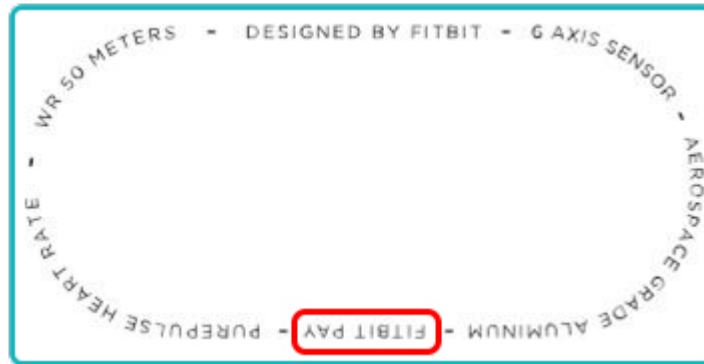 WR 50 METERS - DESIGNED BY FITBIT - 6 AXIS SENSOR - AEROSPACE GRADE ALUMINUM - FITBIT PAY - PUREPULSE HEART RATE -